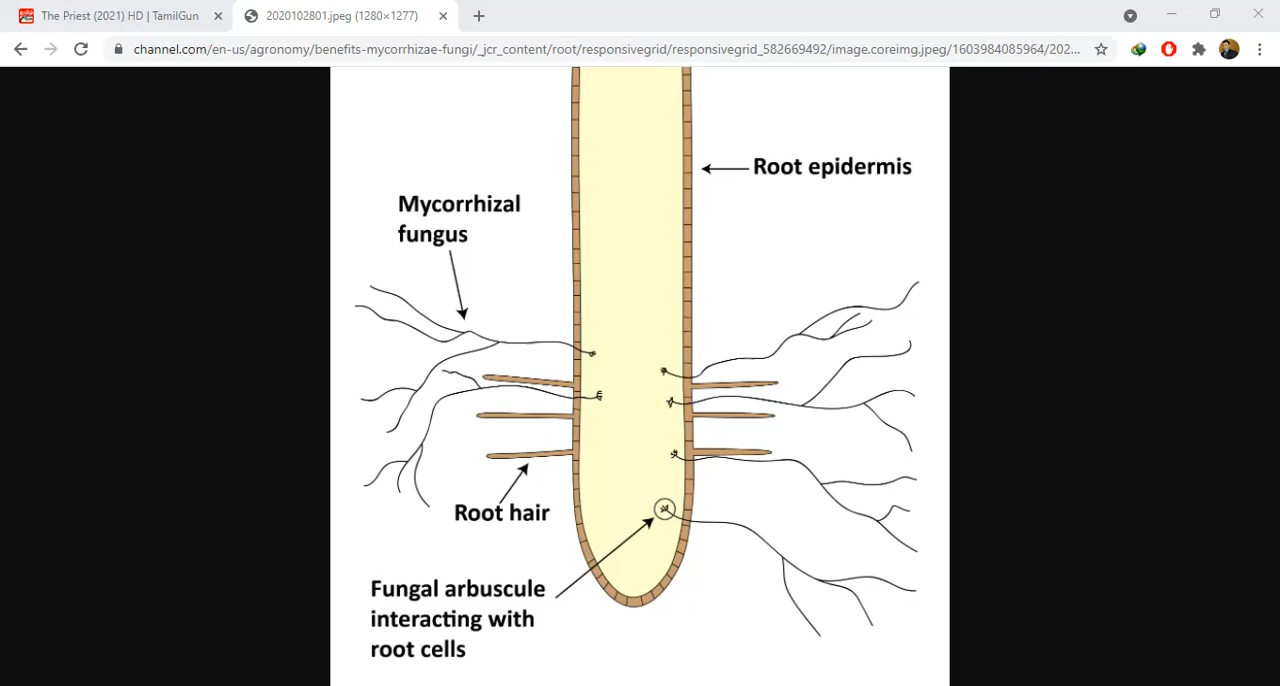 The Priest (2021) HD | TamilGun
2020102801.jpeg (1280×1277)
channel.com/en-us/agronomy/benefits-mycorrhizae-fungi/_jcr_content/root/responsivegrid/responsivegrid_582669492/image.coreimg.jpeg/1603984085964/202...
Root epidermis
Mycorrhizal
fungus
Root hair
Fungal arbuscule
interacting with
root cells